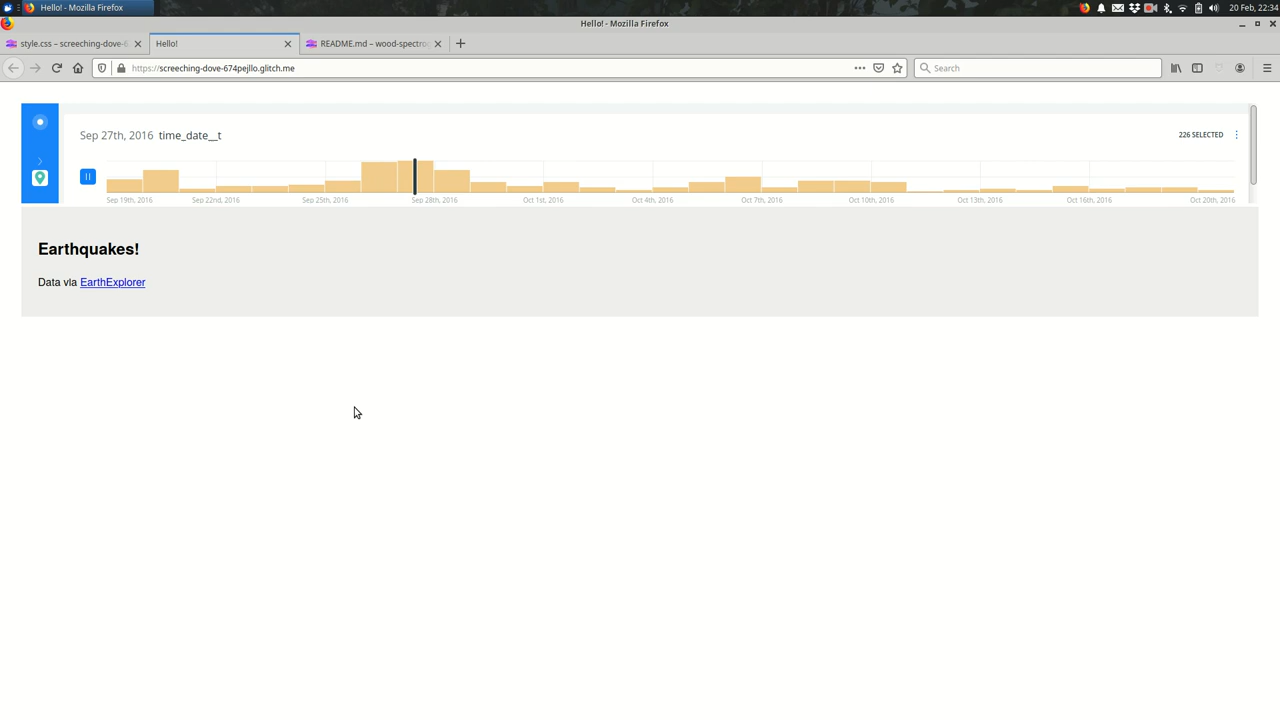 Hello! - Mozilla Firefox
20 Feb, 22:34
Hello! - Mozilla Firefox
style.css – screeching-dove-6
Hello!
README.md – wood-spectro
https://screeching-dove-674pejllo.glitch.me
Search
Sep 27th, 2016 time_date__t
226 SELECTED
Sep 19th, 2016 Sep 22nd, 2016 Sep 25th, 2016 Sep 28th, 2016 Oct 1st, 2016 Oct 4th, 2016 Oct 7th, 2016 Oct 10th, 2016 Oct 13th, 2016 Oct 16th, 2016 Oct 20th, 2016
Earthquakes!
Data via EarthExplorer